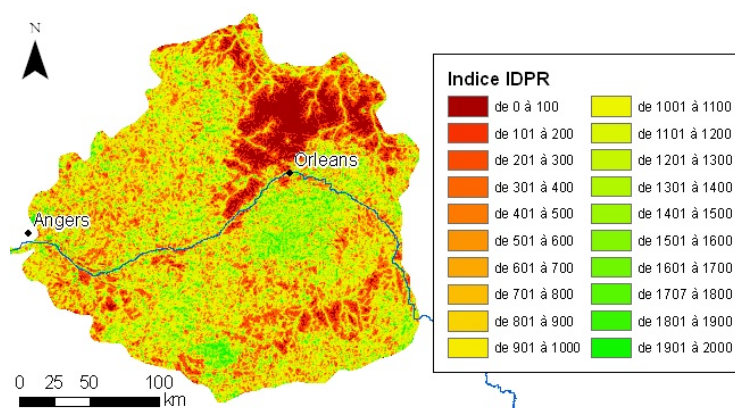 N
Orleans
Angers
0 25 50 100
km
Indice IDPR
de 0 à 100
de 101 à 200
de 201 à 300
de 301 à 400
de 401 à 500
de 501 à 600
de 601 à 700
de 701 à 800
de 801 à 900
de 901 à 1000
de 1001 à 1100
de 1101 à 1200
de 1201 à 1300
de 1301 à 1400
de 1401 à 1500
de 1501 à 1600
de 1601 à 1700
de 1707 à 1800
de 1801 à 1900
de 1901 à 2000